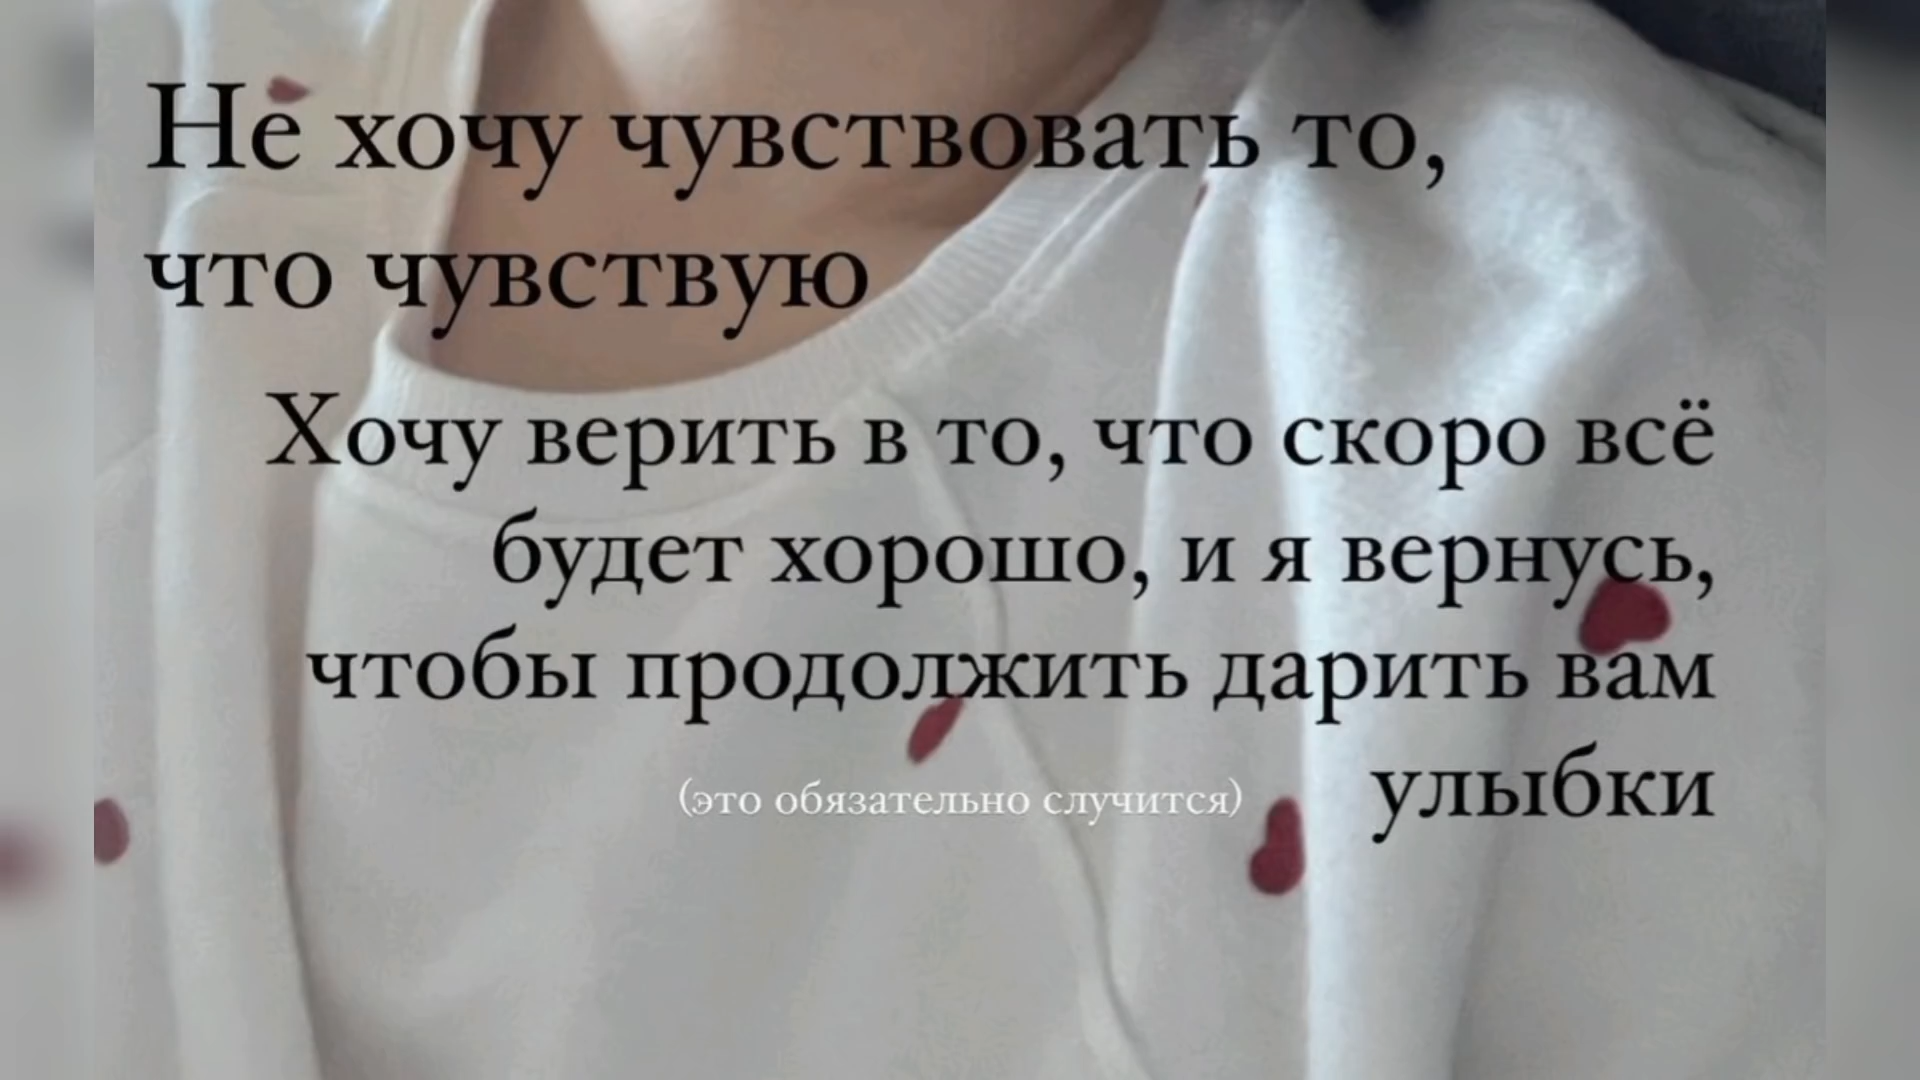 Не хочу чувствовать то,
что чувствую
Хочу верить в то, что скоро всё
будет хорошо, и я вернусь,
чтобы продолжить дарить вам
улыбки
(это обязательно случится)